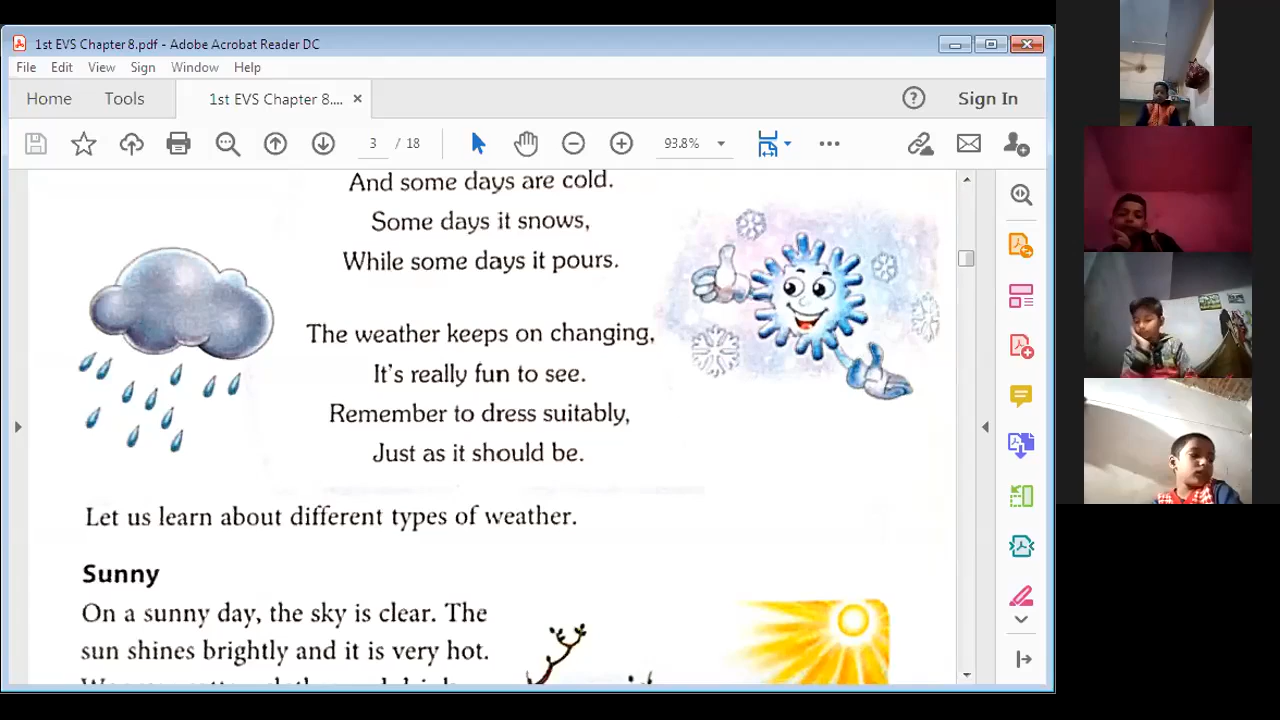 1st EVS Chapter 8.pdf - Adobe Acrobat Reader DC
File Edit View Sign Window Help
Home Tools 1st EVS Chapter 8.... × Sign In
3 / 18 93.8%
And some days are cold.
Some days it snows,
While some days it pours.
The weather keeps on changing,
It's really fun to see.
Remember to dress suitably,
Just as it should be.
Let us learn about different types of weather.
Sunny
On a sunny day, the sky is clear. The
sun shines brightly and it is very hot.